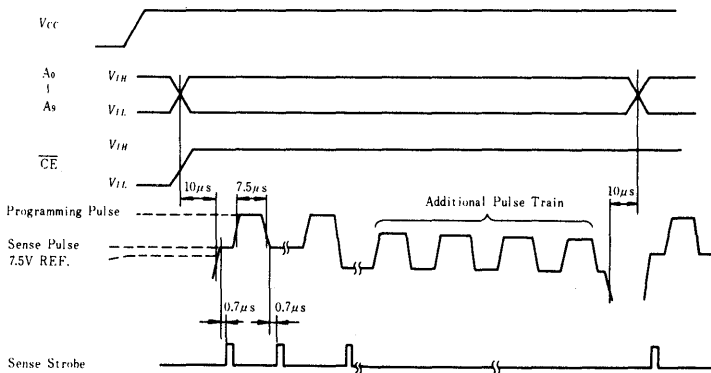 Vcc
A0
~
A9
VIH
VIL
CE
VIH
VIL
10μs
7.5μs
Additional Pulse Train
10μs
Programming Pulse
Sense Pulse
7.5V REF.
0.7μs
0.7μs
Sense Strobe